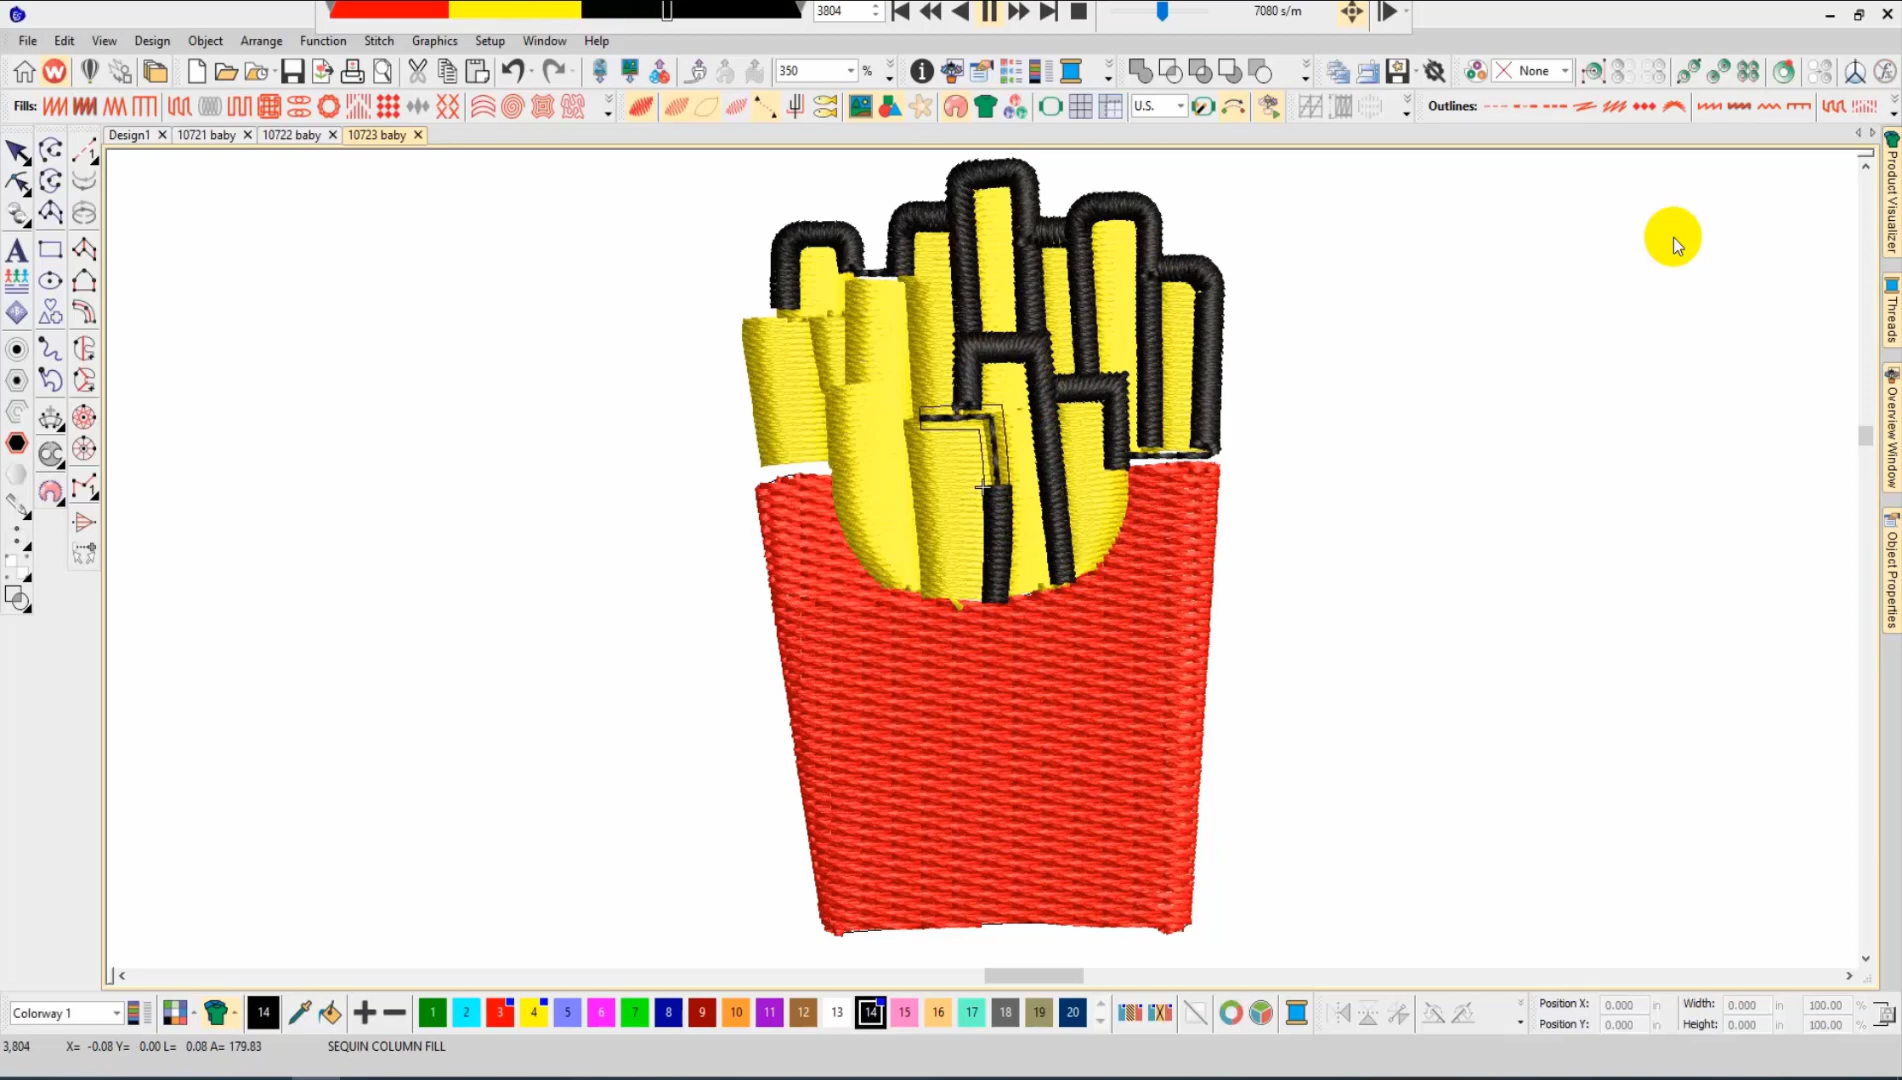 3804
7080 s/m
File Edit View Design Object Arrange Function Stitch Graphics Setup Window Help
350 %
None
Fills:
U.S.
Outlines:
Design1 10721 baby 10722 baby 10723 baby
1
A
Product Visualizer
Threads
Overview Window
Object Properties
Colorway 1
14
1 2 3 4 5 6 7 8 9 10 11 12 13 14 15 16 17 18 19 20
Position X: 0.000 in Width: 0.000 in 100.00 %
Position Y: 0.000 in Height: 0.000 in 100.00 %
3,804 X= -0.08 Y= 0.00 L= 0.08 A= 179.83 SEQUIN COLUMN FILL